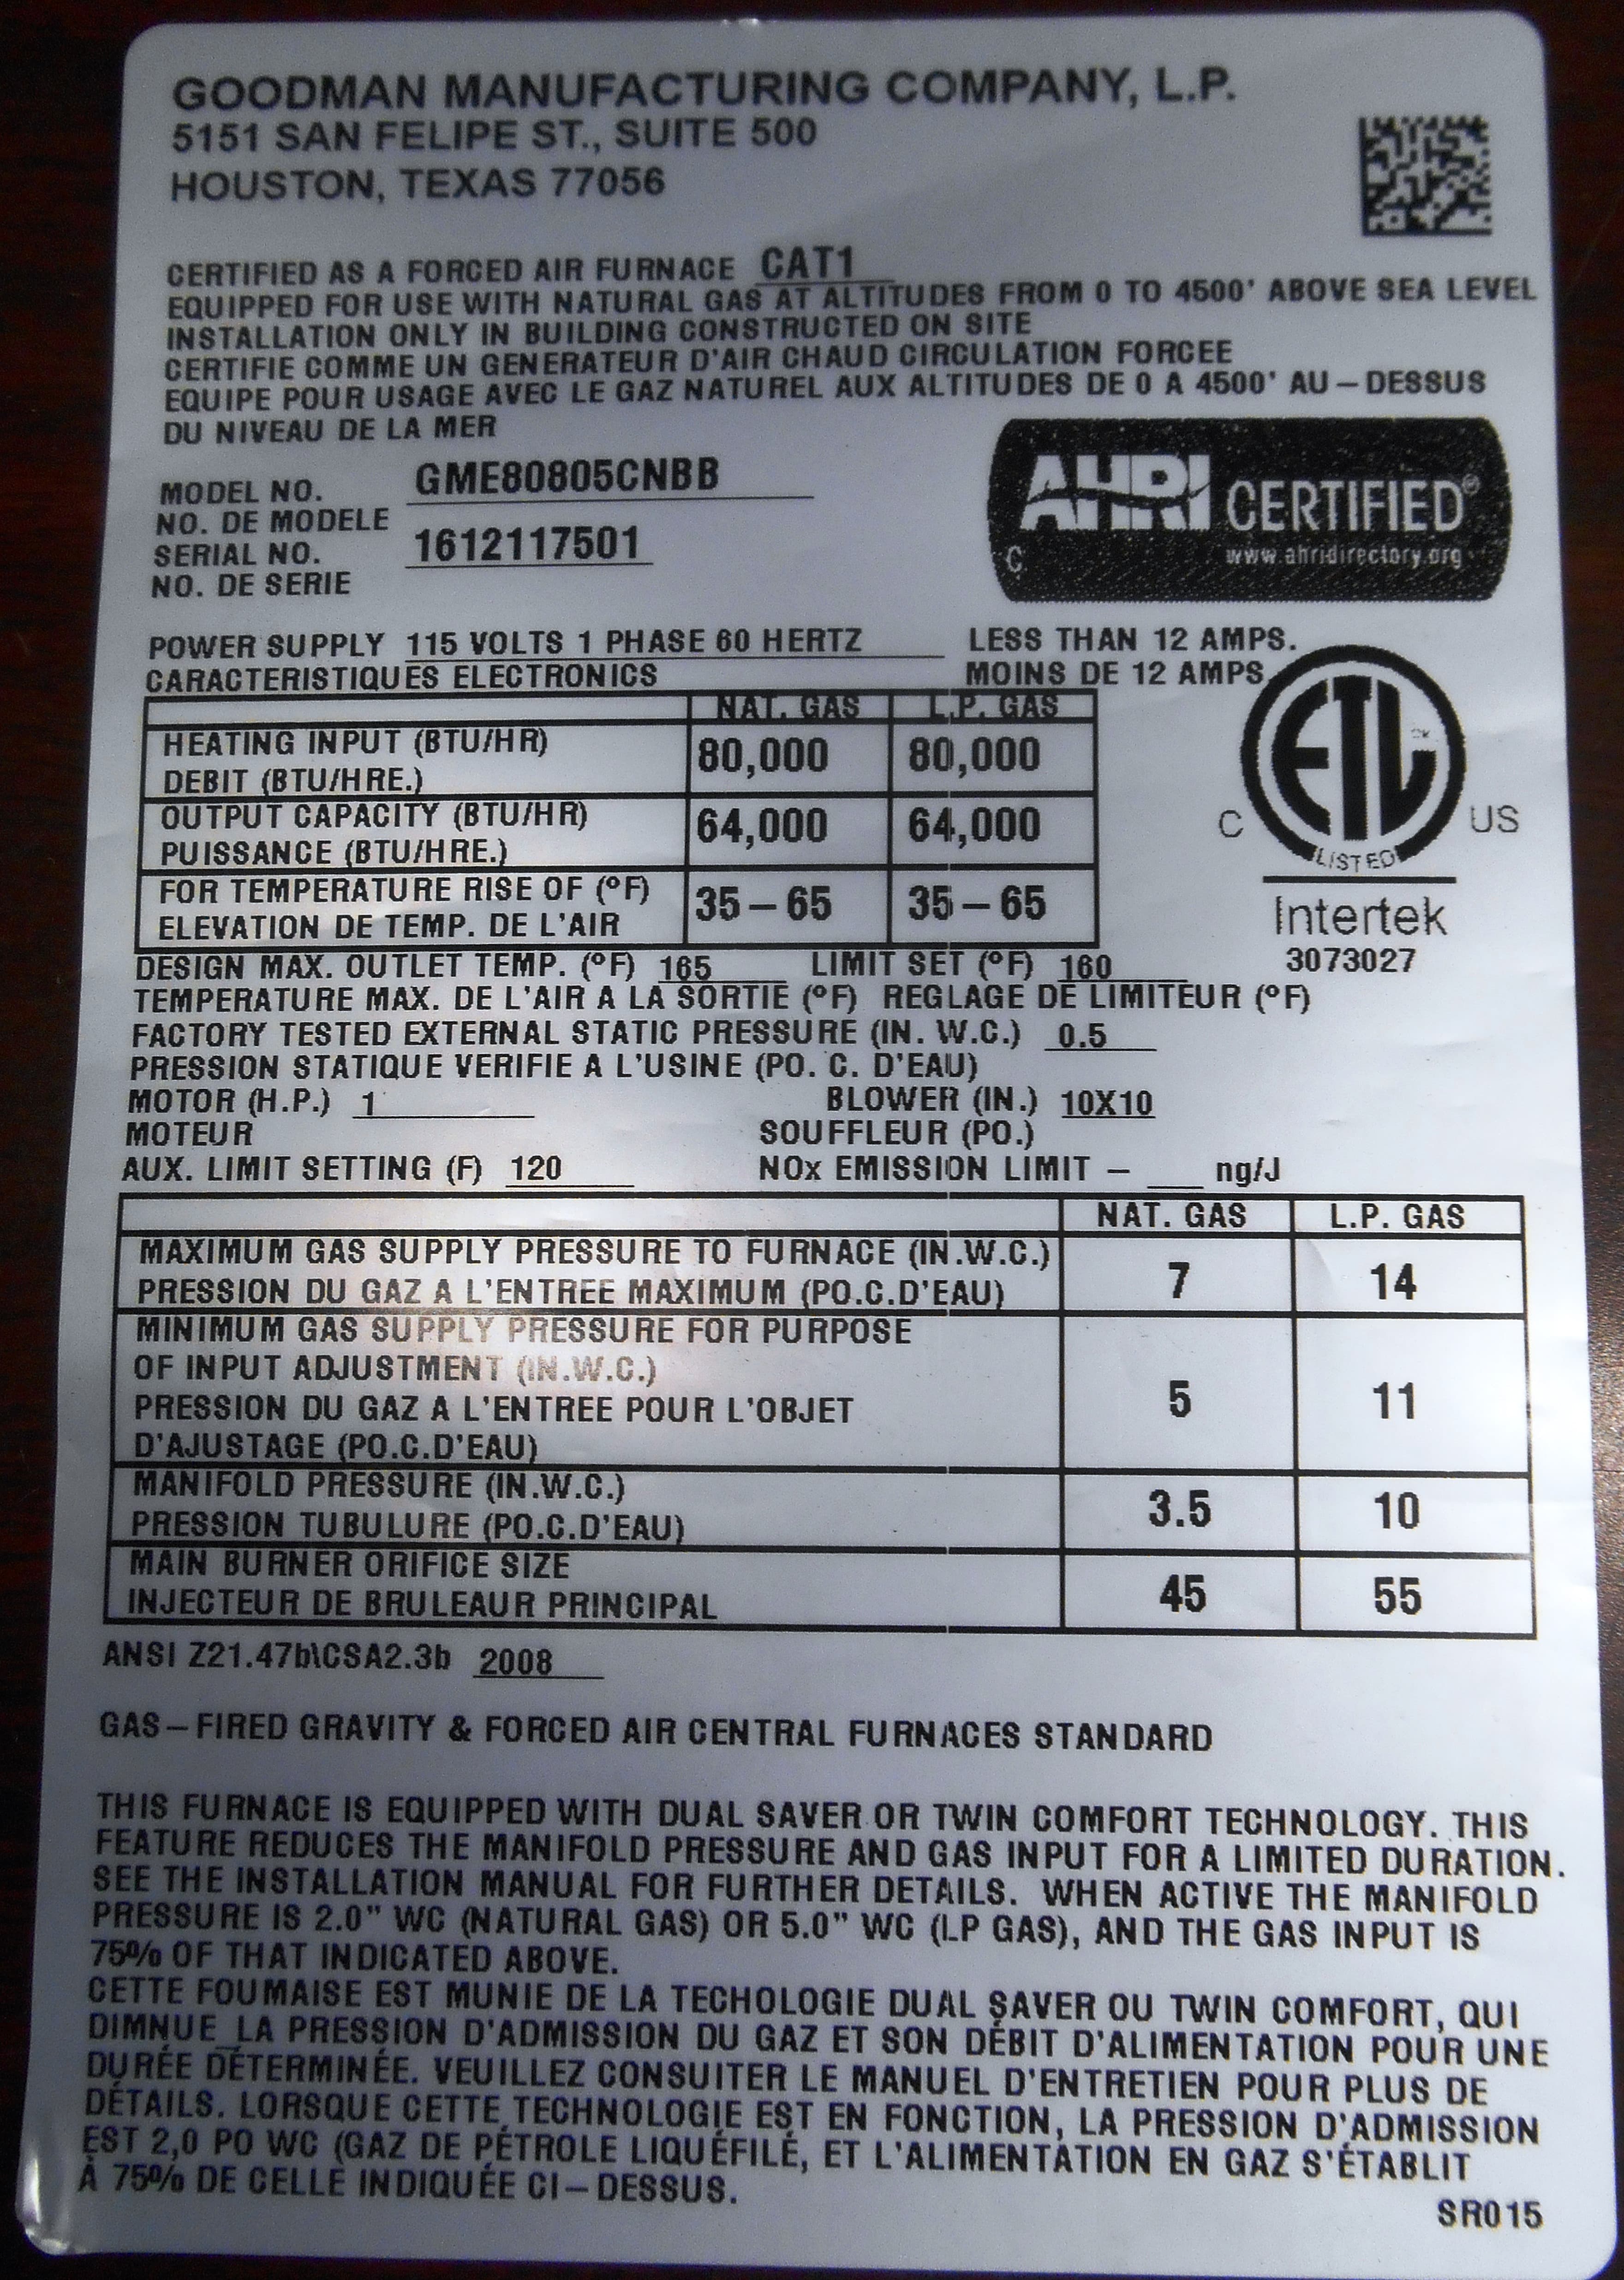 GOODMAN MANUFACTURING COMPANY, L.P.
5151 SAN FELIPE ST., SUITE 500
HOUSTON, TEXAS 77056
CERTIFIED AS A FORCED AIR FURNACE CAT1
EQUIPPED FOR USE WITH NATURAL GAS AT ALTITUDES FROM 0 TO 4500' ABOVE SEA LEVEL
INSTALLATION ONLY IN BUILDING CONSTRUCTED ON SITE
CERTIFIE COMME UN GENERATEUR D'AIR CHAUD CIRCULATION FORCEE
EQUIPE POUR USAGE AVEC LE GAZ NATUREL AUX ALTITUDES DE 0 A 4500' AU – DESSUS
DU NIVEAU DE LA MER
MODEL NO. GME80805CNBB
NO. DE MODELE
SERIAL NO. 1612117501
NO. DE SERIE
AHRI CERTIFIED®
C www.ahridirectory.org
POWER SUPPLY 115 VOLTS 1 PHASE 60 HERTZ LESS THAN 12 AMPS.
CARACTERISTIQUES ELECTRONICS MOINS DE 12 AMPS.
NAT. GAS L.P. GAS
HEATING INPUT (BTU/HR) 80,000 80,000
DEBIT (BTU/HRE.)
OUTPUT CAPACITY (BTU/HR) 64,000 64,000
PUISSANCE (BTU/HRE.)
FOR TEMPERATURE RISE OF (ºF) 35 – 65 35 – 65
ELEVATION DE TEMP. DE L'AIR
ETL
C US
LISTED
Intertek
3073027
DESIGN MAX. OUTLET TEMP. (ºF) 165 LIMIT SET (ºF) 160
TEMPERATURE MAX. DE L'AIR A LA SORTIE (ºF) REGLAGE DE LIMITEUR (ºF)
FACTORY TESTED EXTERNAL STATIC PRESSURE (IN. W.C.) 0.5
PRESSION STATIQUE VERIFIE A L'USINE (PO. C. D'EAU)
MOTOR (H.P.) 1 BLOWER (IN.) 10X10
MOTEUR SOUFFLEUR (PO.)
AUX. LIMIT SETTING (F) 120 NOx EMISSION LIMIT – ___ ng/J
NAT. GAS L.P. GAS
MAXIMUM GAS SUPPLY PRESSURE TO FURNACE (IN.W.C.) 7 14
PRESSION DU GAZ A L'ENTREE MAXIMUM (PO.C.D'EAU)
MINIMUM GAS SUPPLY PRESSURE FOR PURPOSE
OF INPUT ADJUSTMENT (IN.W.C.) 5 11
PRESSION DU GAZ A L'ENTREE POUR L'OBJET
D'AJUSTAGE (PO.C.D'EAU)
MANIFOLD PRESSURE (IN.W.C.) 3.5 10
PRESSION TUBULURE (PO.C.D'EAU)
MAIN BURNER ORIFICE SIZE 45 55
INJECTEUR DE BRULEAUR PRINCIPAL
ANSI Z21.47b\CSA2.3b 2008
GAS – FIRED GRAVITY & FORCED AIR CENTRAL FURNACES STANDARD
THIS FURNACE IS EQUIPPED WITH DUAL SAVER OR TWIN COMFORT TECHNOLOGY. THIS
FEATURE REDUCES THE MANIFOLD PRESSURE AND GAS INPUT FOR A LIMITED DURATION.
SEE THE INSTALLATION MANUAL FOR FURTHER DETAILS. WHEN ACTIVE THE MANIFOLD
PRESSURE IS 2.0" WC (NATURAL GAS) OR 5.0" WC (LP GAS), AND THE GAS INPUT IS
75% OF THAT INDICATED ABOVE.
CETTE FOUMAISE EST MUNIE DE LA TECHOLOGIE DUAL SAVER OU TWIN COMFORT, QUI
DIMNUE LA PRESSION D'ADMISSION DU GAZ ET SON DÉBIT D'ALIMENTATION POUR UNE
DURÉE DÉTERMINÉE. VEUILLEZ CONSUITER LE MANUEL D'ENTRETIEN POUR PLUS DE
DÉTAILS. LORSQUE CETTE TECHNOLOGIE EST EN FONCTION, LA PRESSION D'ADMISSION
EST 2,0 PO WC (GAZ DE PÉTROLE LIQUÉFILÉ, ET L'ALIMENTATION EN GAZ S'ÉTABLIT
À 75% DE CELLE INDIQUÉE CI – DESSUS.
SR015